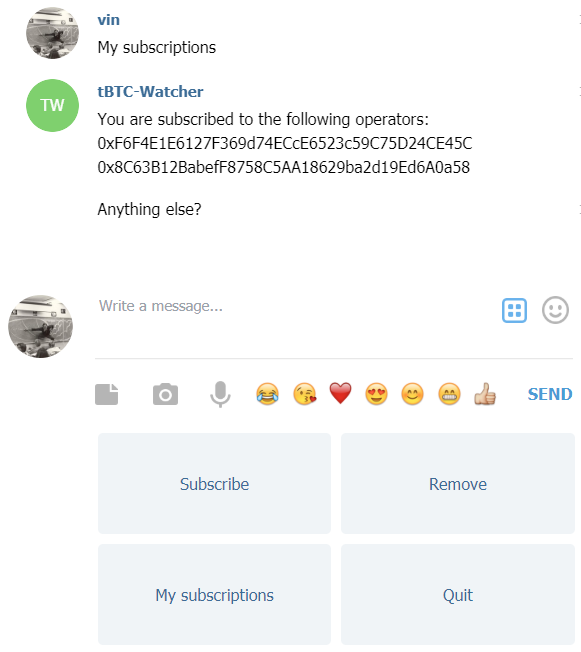 vin
My subscriptions
TW
tBTC-Watcher
You are subscribed to the following operators:
0xF6F4E1E6127F369d74ECcE6523c59C75D24CE45C
0x8C63B12BabefF8758C5AA18629ba2d19Ed6A0a58
Anything else?
Write a message...
SEND
Subscribe
Remove
My subscriptions
Quit